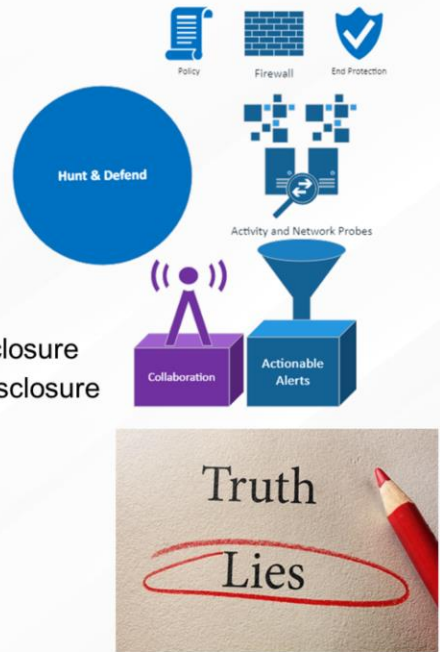 Policy
Firewall
End Protection
Hunt & Defend
Activity and Network Probes
closure
sclosure
Collaboration
Actionable
Alerts
Truth
Lies